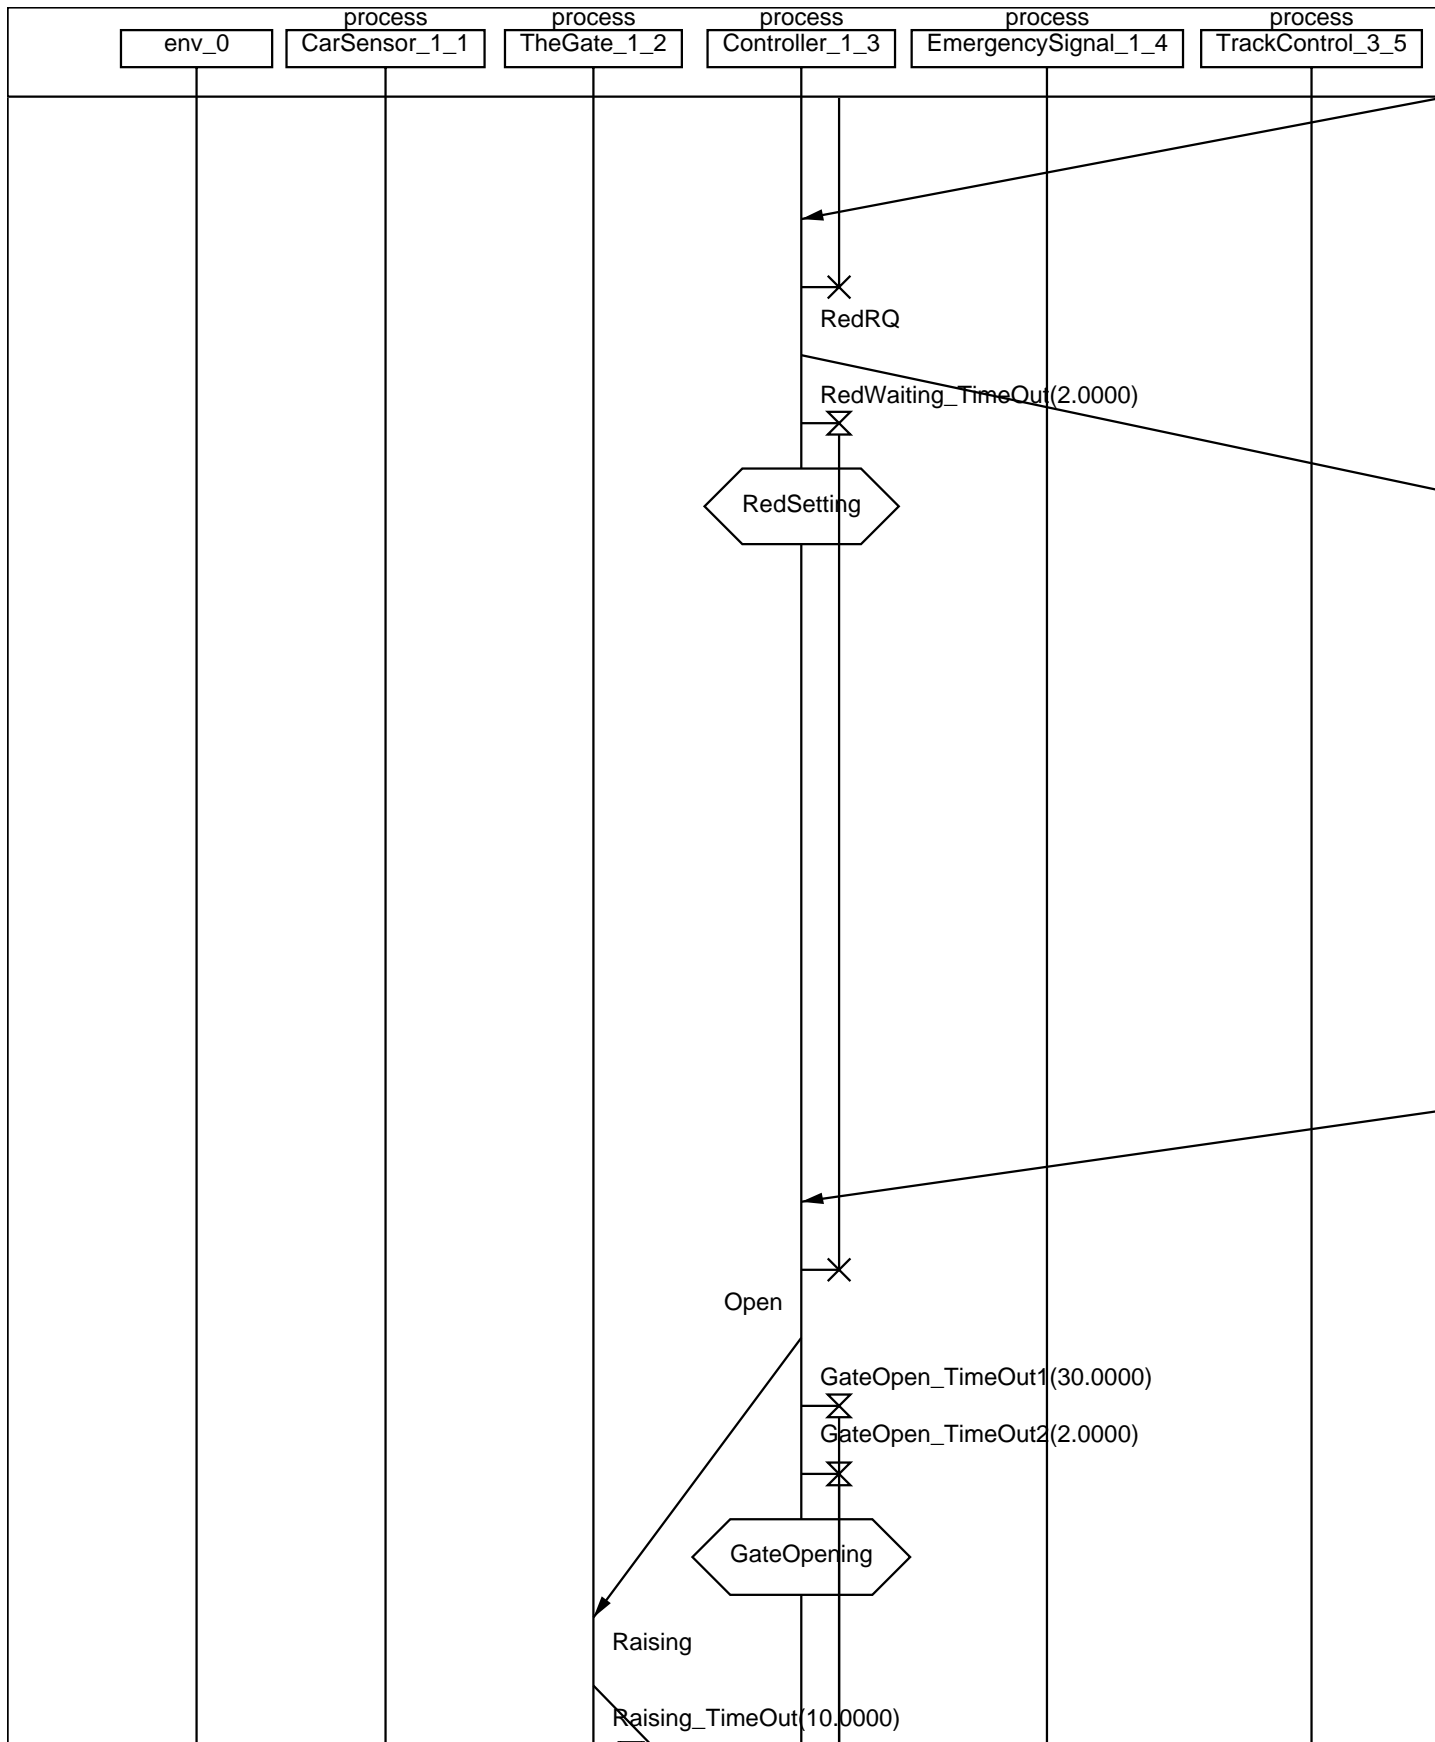 process process process process process
env_0 CarSensor_1_1 TheGate_1_2 Controller_1_3 EmergencySignal_1_4 TrackControl_3_5
RedRQ
RedWaiting_TimeOut(2.0000)
RedSetting
Open
GateOpen_TimeOut1(30.0000)
GateOpen_TimeOut2(2.0000)
GateOpening
Raising
Raising_TimeOut(10.0000)